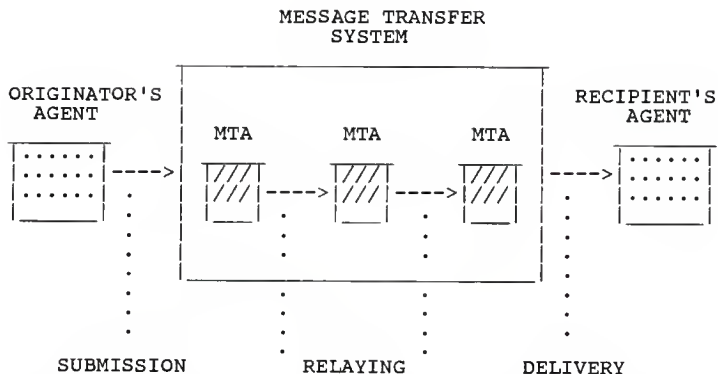 MESSAGE TRANSFER
SYSTEM
ORIGINATOR'S
AGENT
RECIPIENT'S
AGENT
MTA MTA MTA
SUBMISSION RELAYING DELIVERY